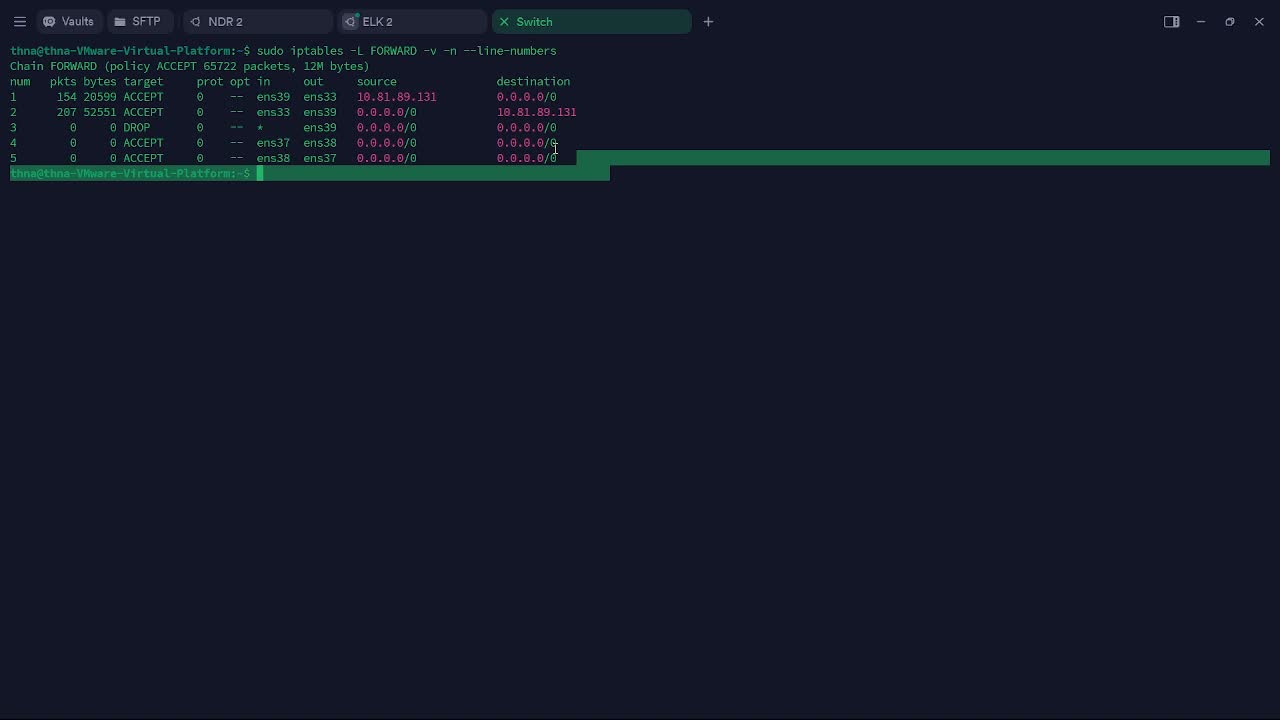 Vaults SFTP NDR 2 ELK 2 Switch
thna@thna-VMware-Virtual-Platform:~$ sudo iptables -L FORWARD -v -n --line-numbers
Chain FORWARD (policy ACCEPT 65722 packets, 12M bytes)
num   pkts bytes target     prot opt in     out     source               destination
1      154 20599 ACCEPT     0    --  ens39  ens33   10.81.89.131         0.0.0.0/0
2      207 52551 ACCEPT     0    --  ens33  ens39   0.0.0.0/0            10.81.89.131
3        0     0 DROP       0    --  *      ens39   0.0.0.0/0            0.0.0.0/0
4        0     0 ACCEPT     0    --  ens37  ens38   0.0.0.0/0            0.0.0.0/0
5        0     0 ACCEPT     0    --  ens38  ens37   0.0.0.0/0            0.0.0.0/0
thna@thna-VMware-Virtual-Platform:~$